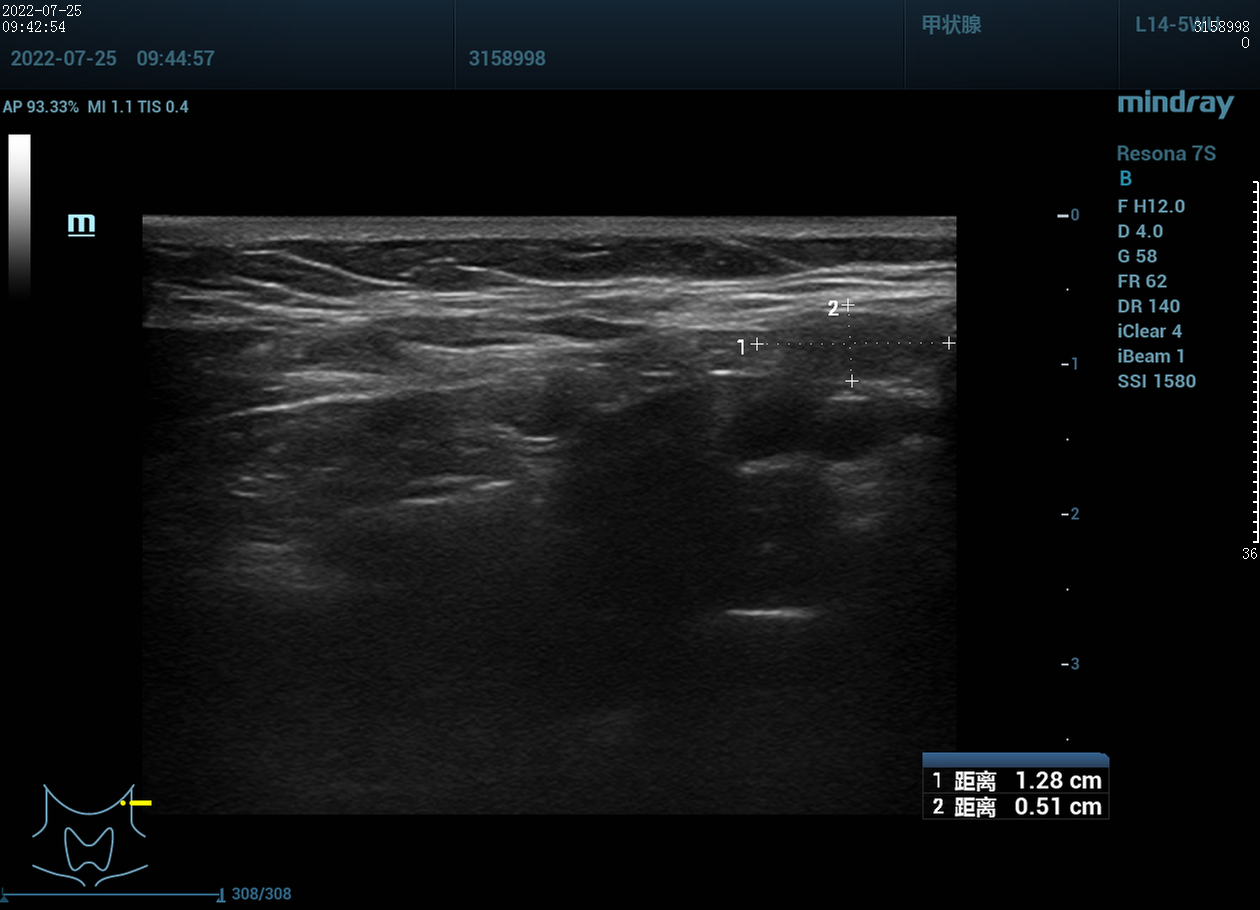 2022-07-25
09:42:54
2022-07-25 09:44:57
3158998
甲状腺
3158998
0
AP 93.33% MI 1.1 TIS 0.4
mindray
Resona 7S
B
F H12.0
D 4.0
G 58
FR 62
DR 140
iClear 4
iBeam 1
SSI 1580
m
0
1
2
3
2
1
36
1 距离 1.28 cm
2 距离 0.51 cm
308/308